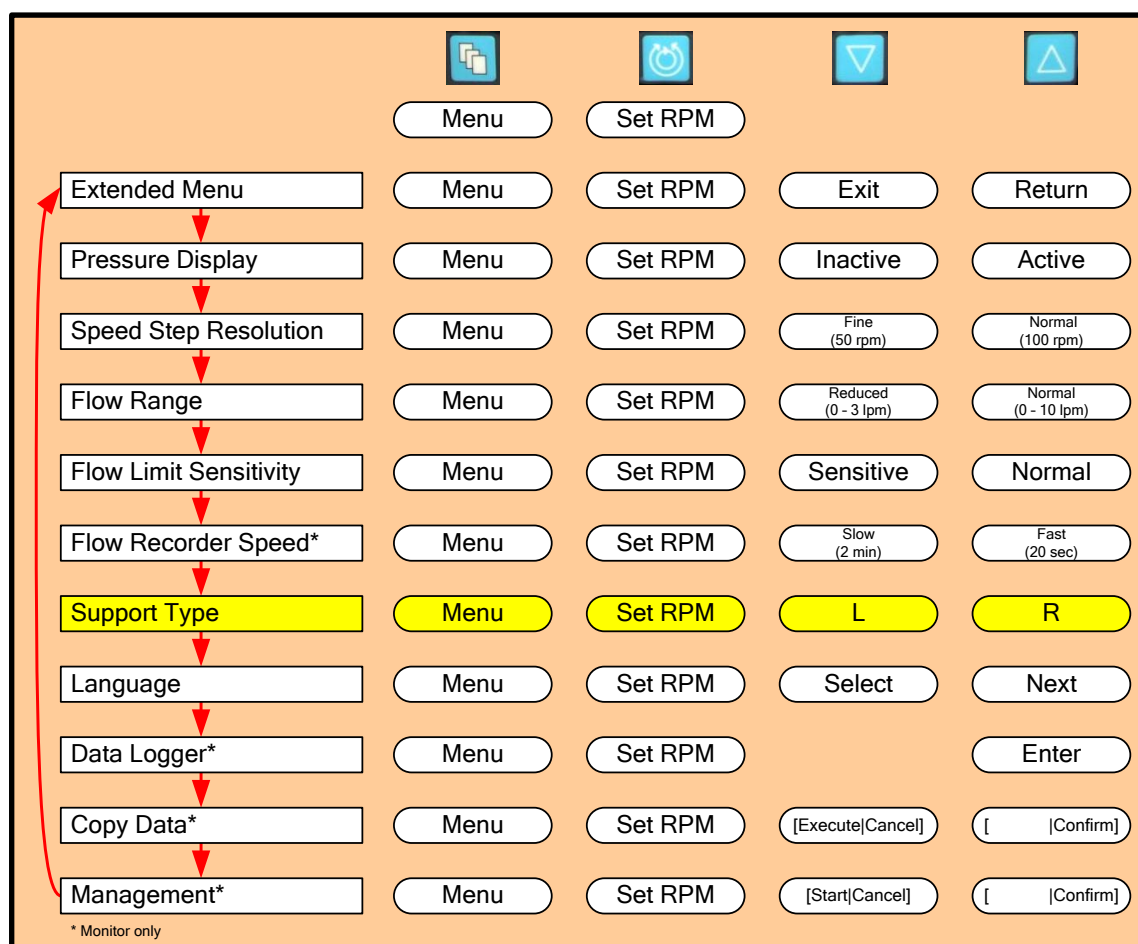 Menu Set RPM
Extended Menu Menu Set RPM Exit Return
Pressure Display Menu Set RPM Inactive Active
Speed Step Resolution Menu Set RPM Fine (50 rpm) Normal (100 rpm)
Flow Range Menu Set RPM Reduced (0 - 3 lpm) Normal (0 - 10 lpm)
Flow Limit Sensitivity Menu Set RPM Sensitive Normal
Flow Recorder Speed* Menu Set RPM Slow (2 min) Fast (20 sec)
Support Type Menu Set RPM L R
Language Menu Set RPM Select Next
Data Logger* Menu Set RPM Enter
Copy Data* Menu Set RPM [Execute|Cancel] [ |Confirm]
Management* Menu Set RPM [Start|Cancel] [ |Confirm]
* Monitor only